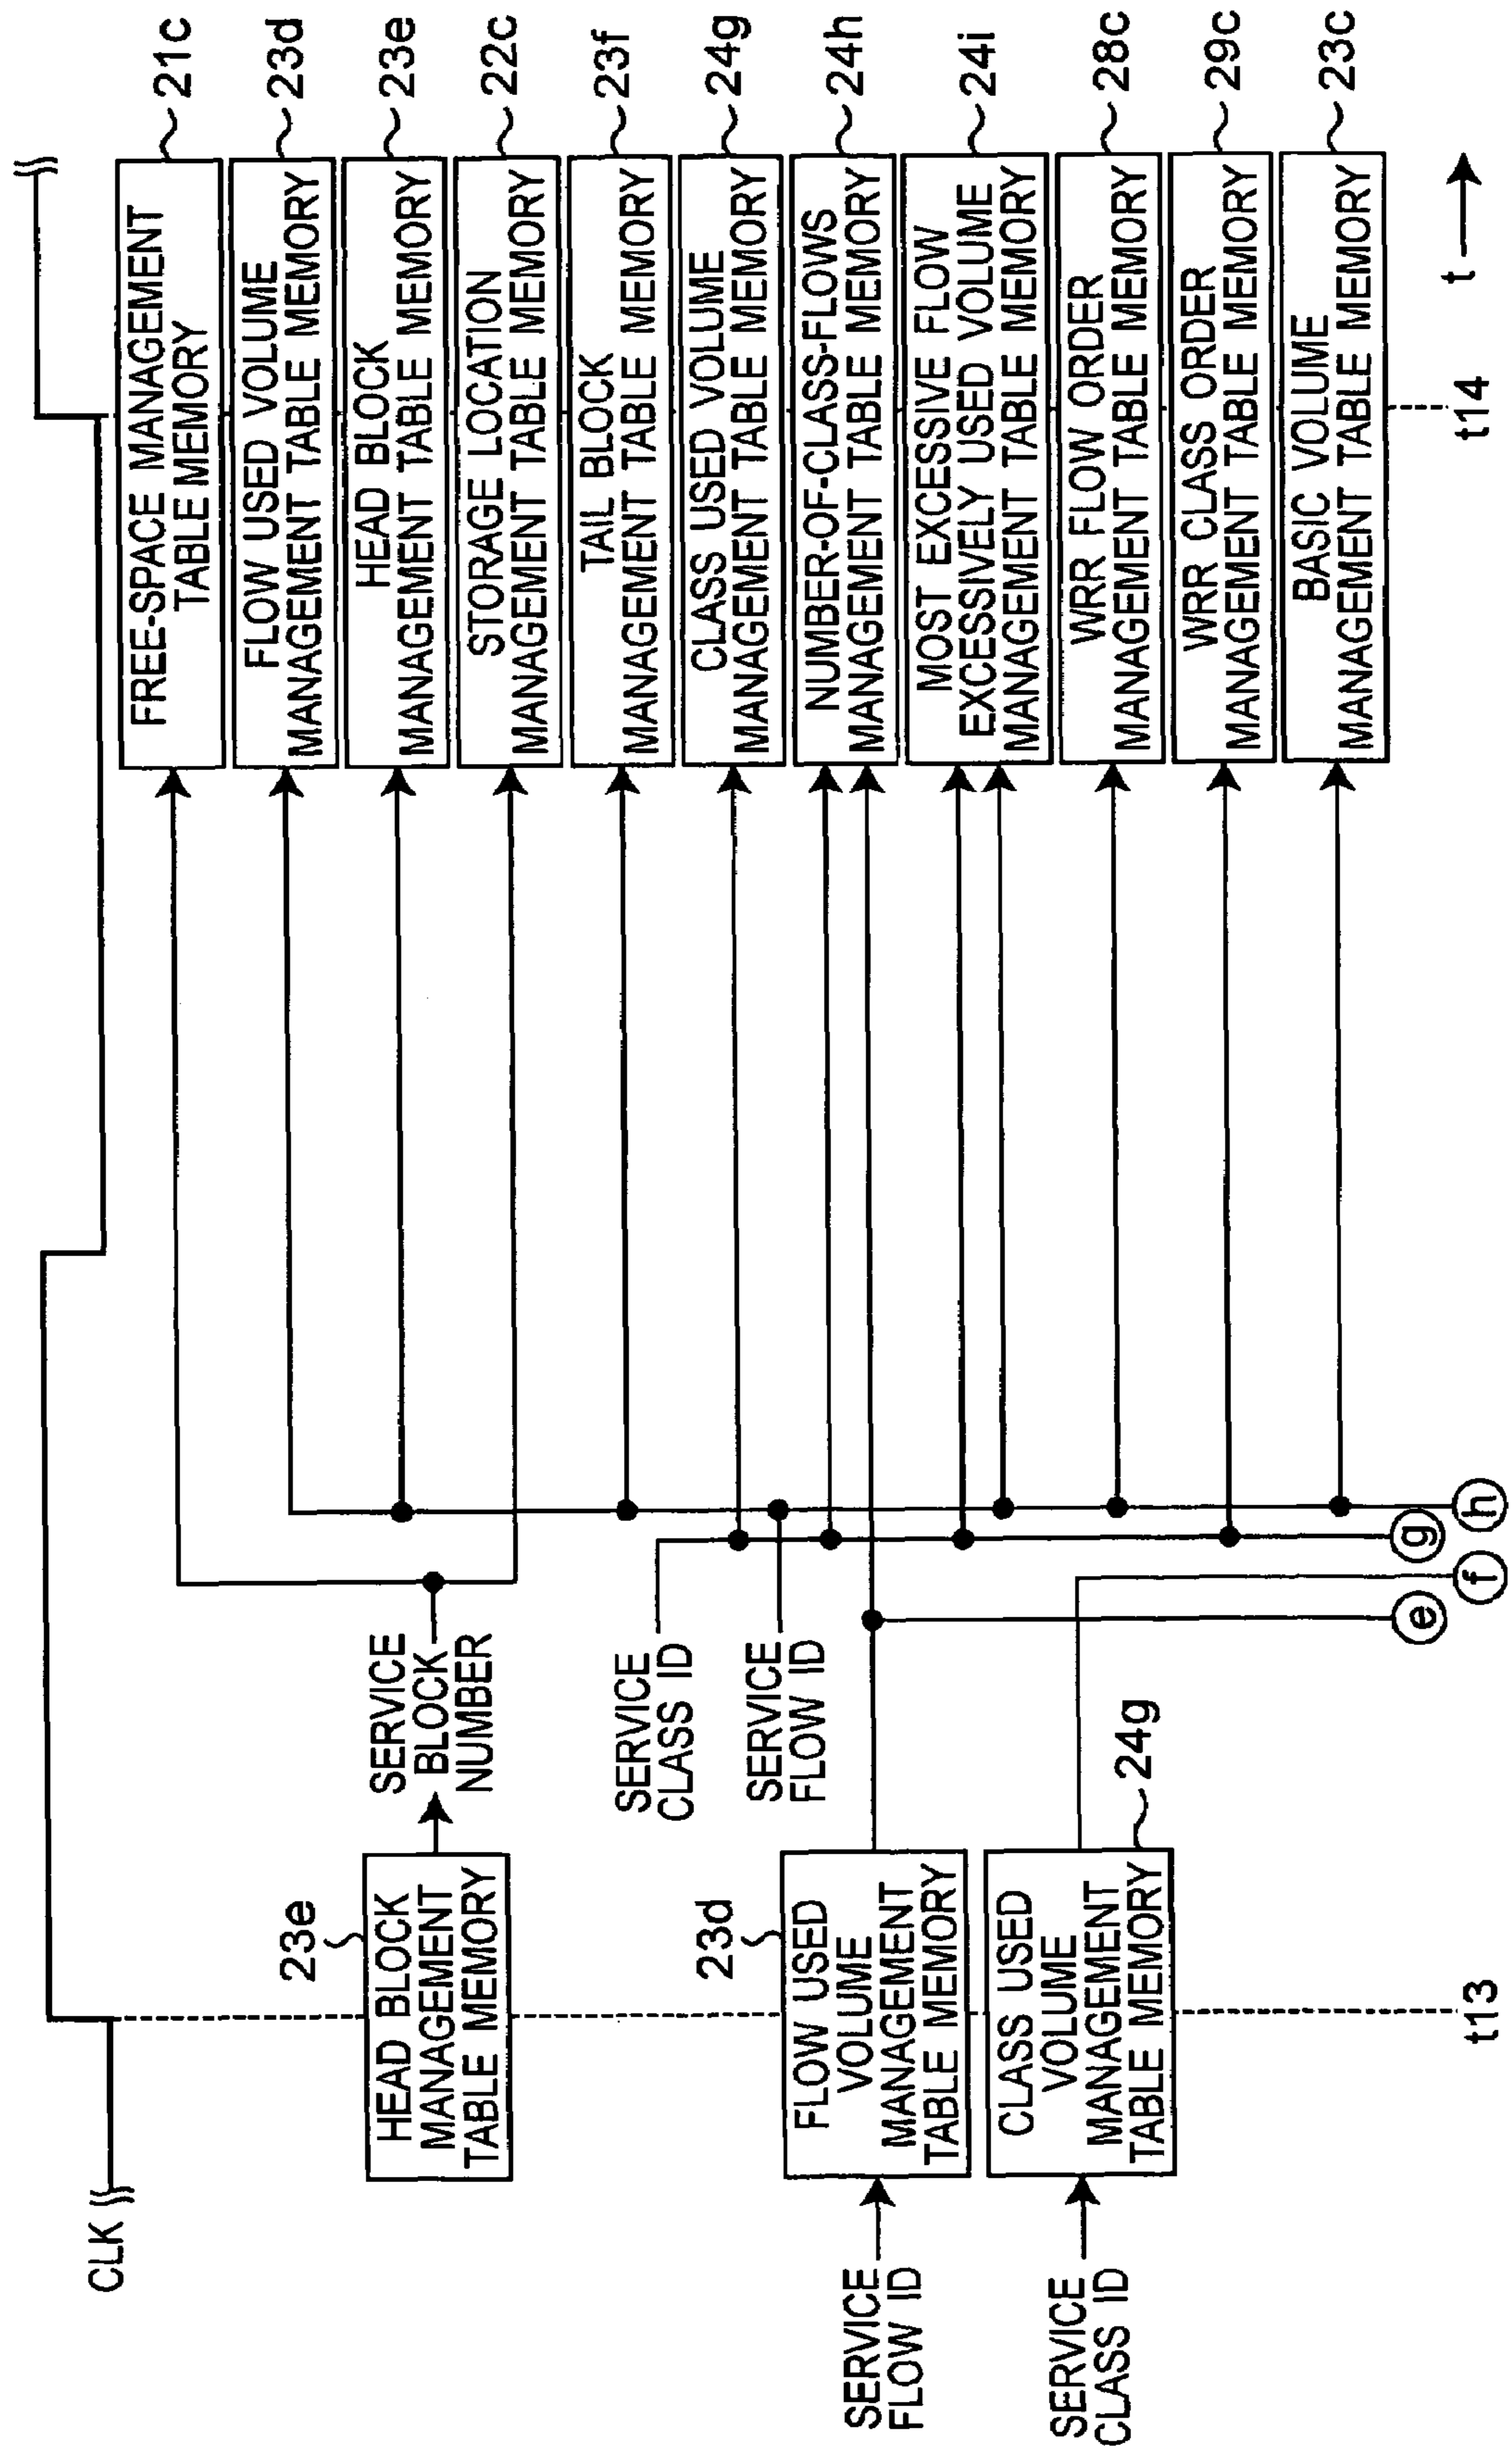 CLK
23e
HEAD BLOCK
MANAGEMENT
TABLE MEMORY
SERVICE
BLOCK
NUMBER
SERVICE
CLASS ID
SERVICE
FLOW ID
SERVICE
FLOW ID
23d
FLOW USED
VOLUME
MANAGEMENT
TABLE MEMORY
SERVICE
CLASS ID
CLASS USED
VOLUME
MANAGEMENT
TABLE MEMORY
24g
e
f
g
h
t13
FREE-SPACE MANAGEMENT
TABLE MEMORY
21c
FLOW USED VOLUME
MANAGEMENT TABLE MEMORY
23d
HEAD BLOCK
MANAGEMENT TABLE MEMORY
23e
STORAGE LOCATION
MANAGEMENT TABLE MEMORY
22c
TAIL BLOCK
MANAGEMENT TABLE MEMORY
23f
CLASS USED VOLUME
MANAGEMENT TABLE MEMORY
24g
NUMBER-OF-CLASS-FLOWS
MANAGEMENT TABLE MEMORY
24h
MOST EXCESSIVE FLOW
EXCESSIVELY USED VOLUME
MANAGEMENT TABLE MEMORY
24i
WRR FLOW ORDER
MANAGEMENT TABLE MEMORY
28c
WRR CLASS ORDER
MANAGEMENT TABLE MEMORY
29c
BASIC VOLUME
MANAGEMENT TABLE MEMORY
23c
t14
t